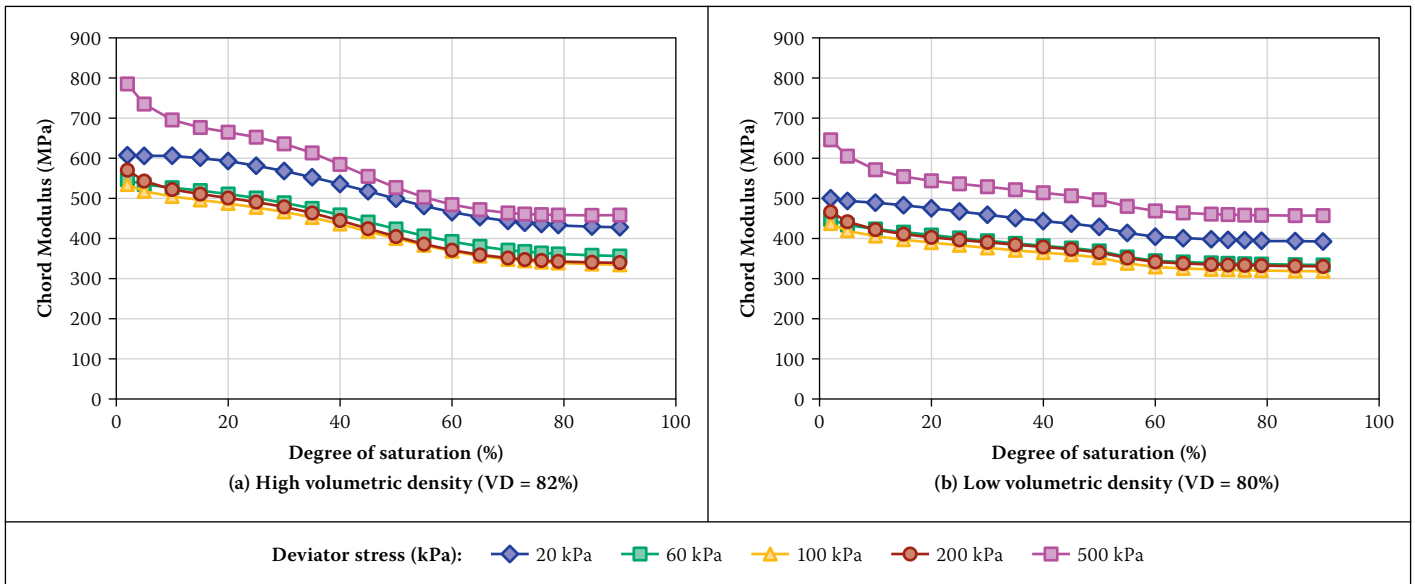 900
800
700
600
500
400
300
200
100
0
Chord Modulus (MPa)
0 20 40 60 80 100
Degree of saturation (%)
(a) High volumetric density (VD = 82%)
900
800
700
600
500
400
300
200
100
0
Chord Modulus (MPa)
0 20 40 60 80 100
Degree of saturation (%)
(b) Low volumetric density (VD = 80%)
Deviator stress (kPa): 20 kPa 60 kPa 100 kPa 200 kPa 500 kPa